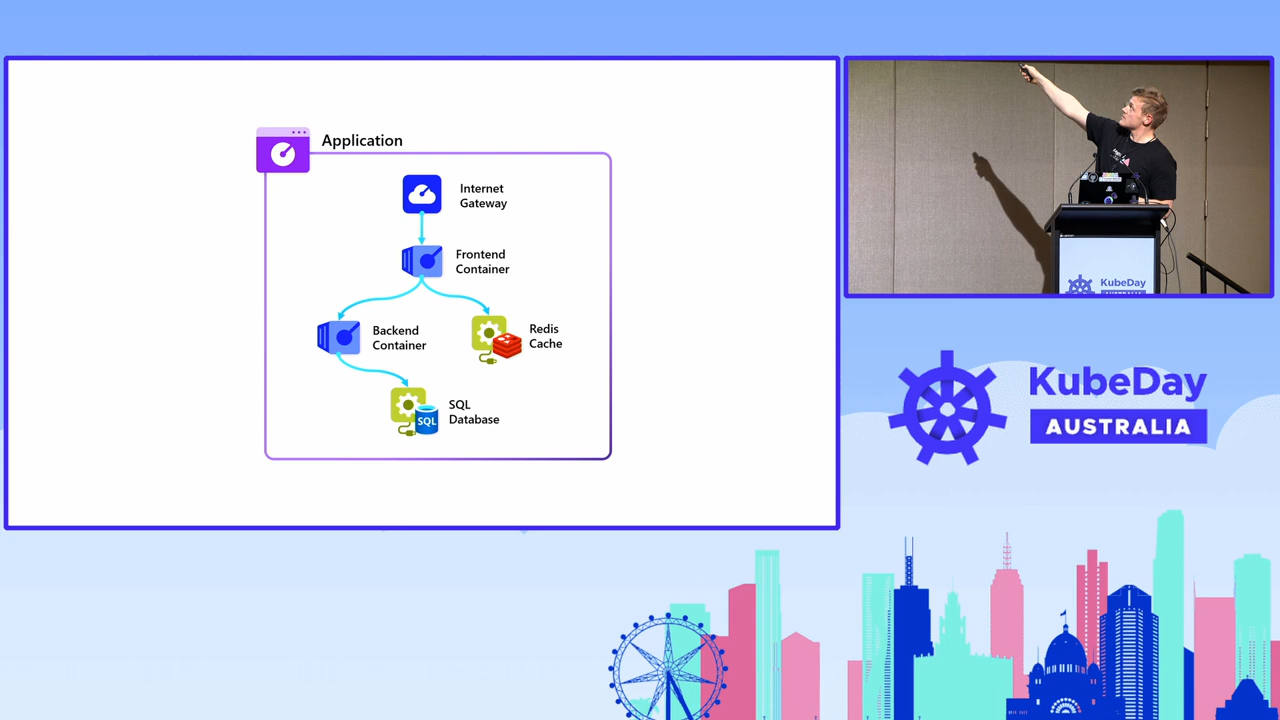 Application
Internet
Gateway
Frontend
Container
Backend
Container
Redis
Cache
SQL
SQL
Database
KubeDay
KubeDay
AUSTRALIA